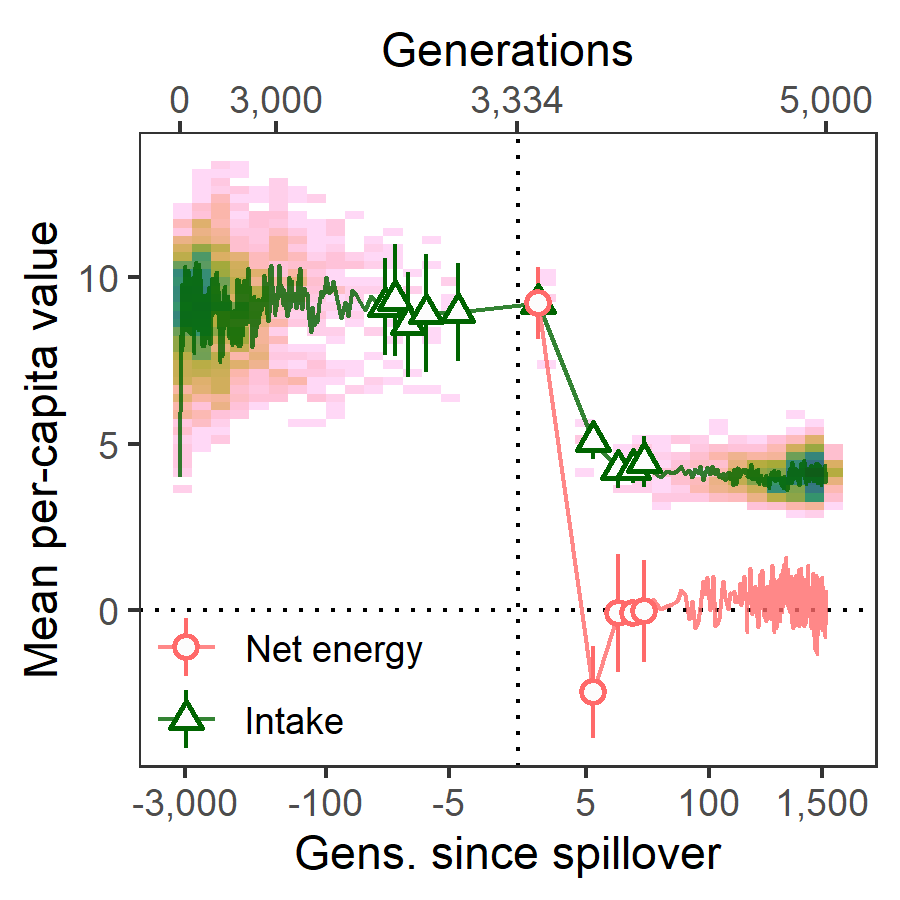 Generations
0 3,000 3,334 5,000
Mean per-capita value
10
5
0
Net energy
Intake
-3,000 -100 -5 5 100 1,500
Gens. since spillover